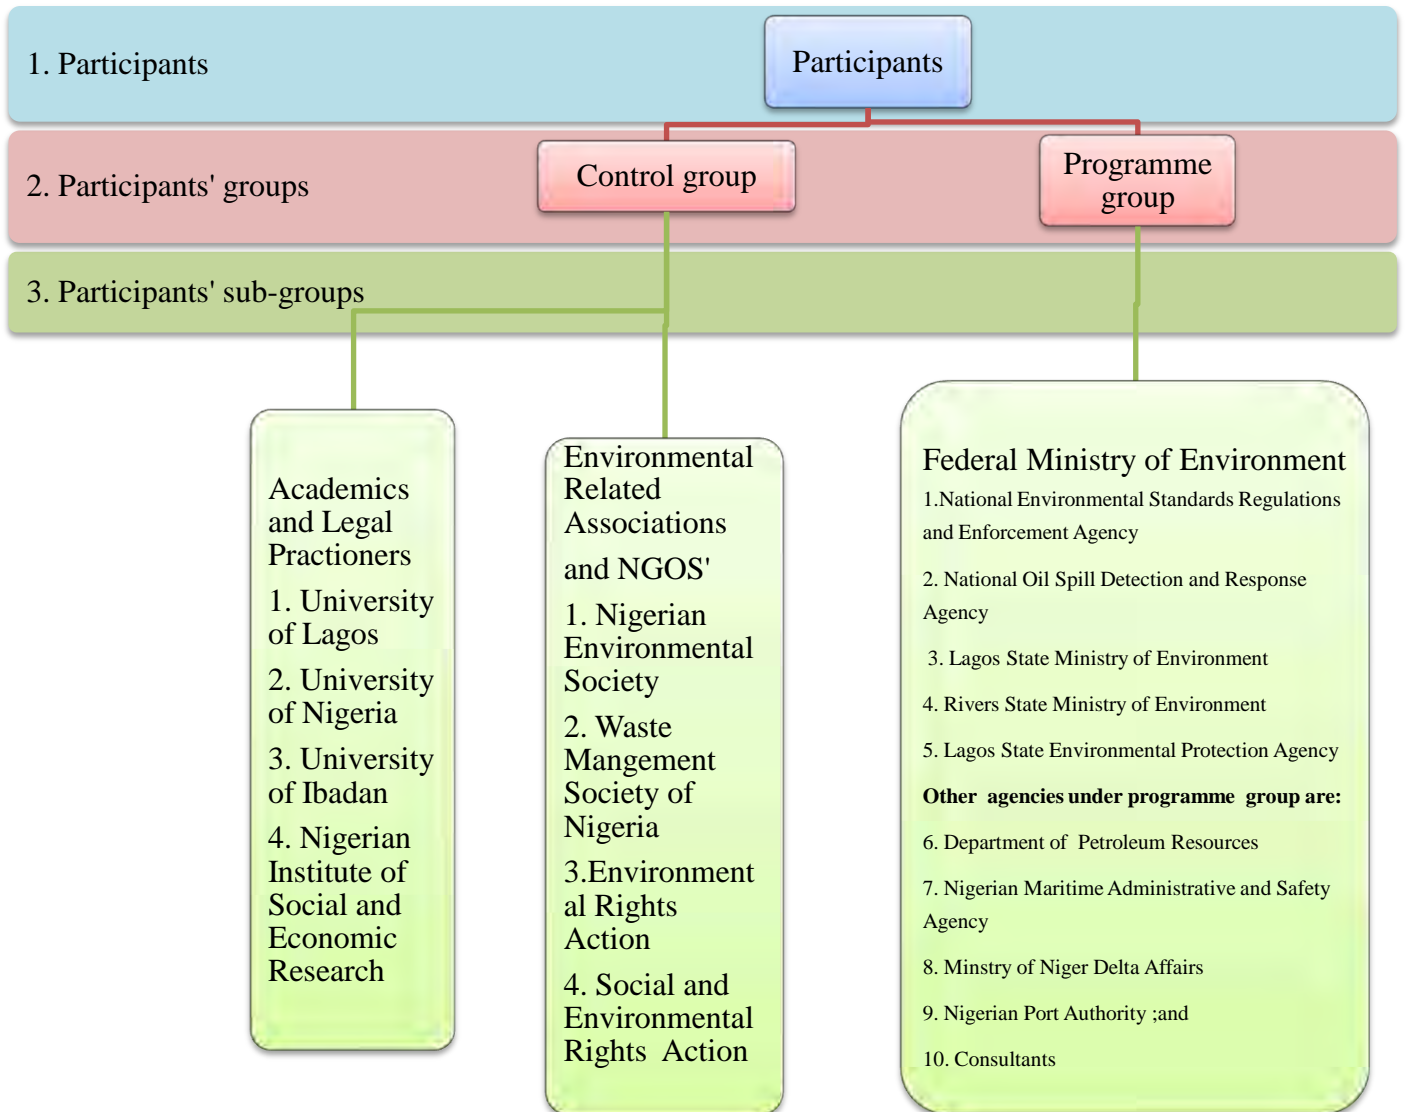 1. Participants
Participants
2. Participants' groups
Control group
Programme
group
3. Participants' sub-groups
Academics
and Legal
Practioners
1. University
of Lagos
2. University
of Nigeria
3. University
of Ibadan
4. Nigerian
Institute of
Social and
Economic
Research
Environmental
Related
Associations
and NGOS'
1. Nigerian
Environmental
Society
2. Waste
Mangement
Society of
Nigeria
3.Environment
al Rights
Action
4. Social and
Environmental
Rights Action
Federal Ministry of Environment
1.National Environmental Standards Regulations
and Enforcement Agency
2. National Oil Spill Detection and Response
Agency
3. Lagos State Ministry of Environment
4. Rivers State Ministry of Environment
5. Lagos State Environmental Protection Agency
Other agencies under programme group are:
6. Department of Petroleum Resources
7. Nigerian Maritime Administrative and Safety
Agency
8. Minstry of Niger Delta Affairs
9. Nigerian Port Authority ;and
10. Consultants